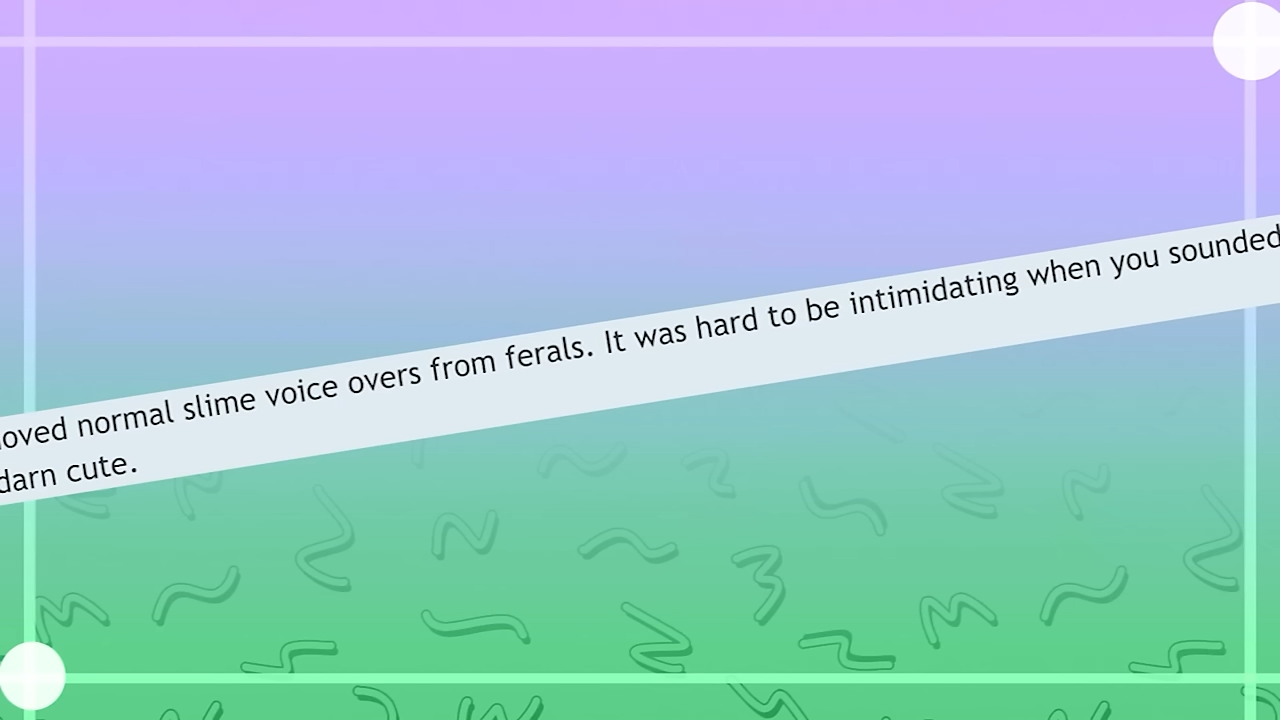 oved normal slime voice overs from ferals. It was hard to be intimidating when you sounded
darn cute.